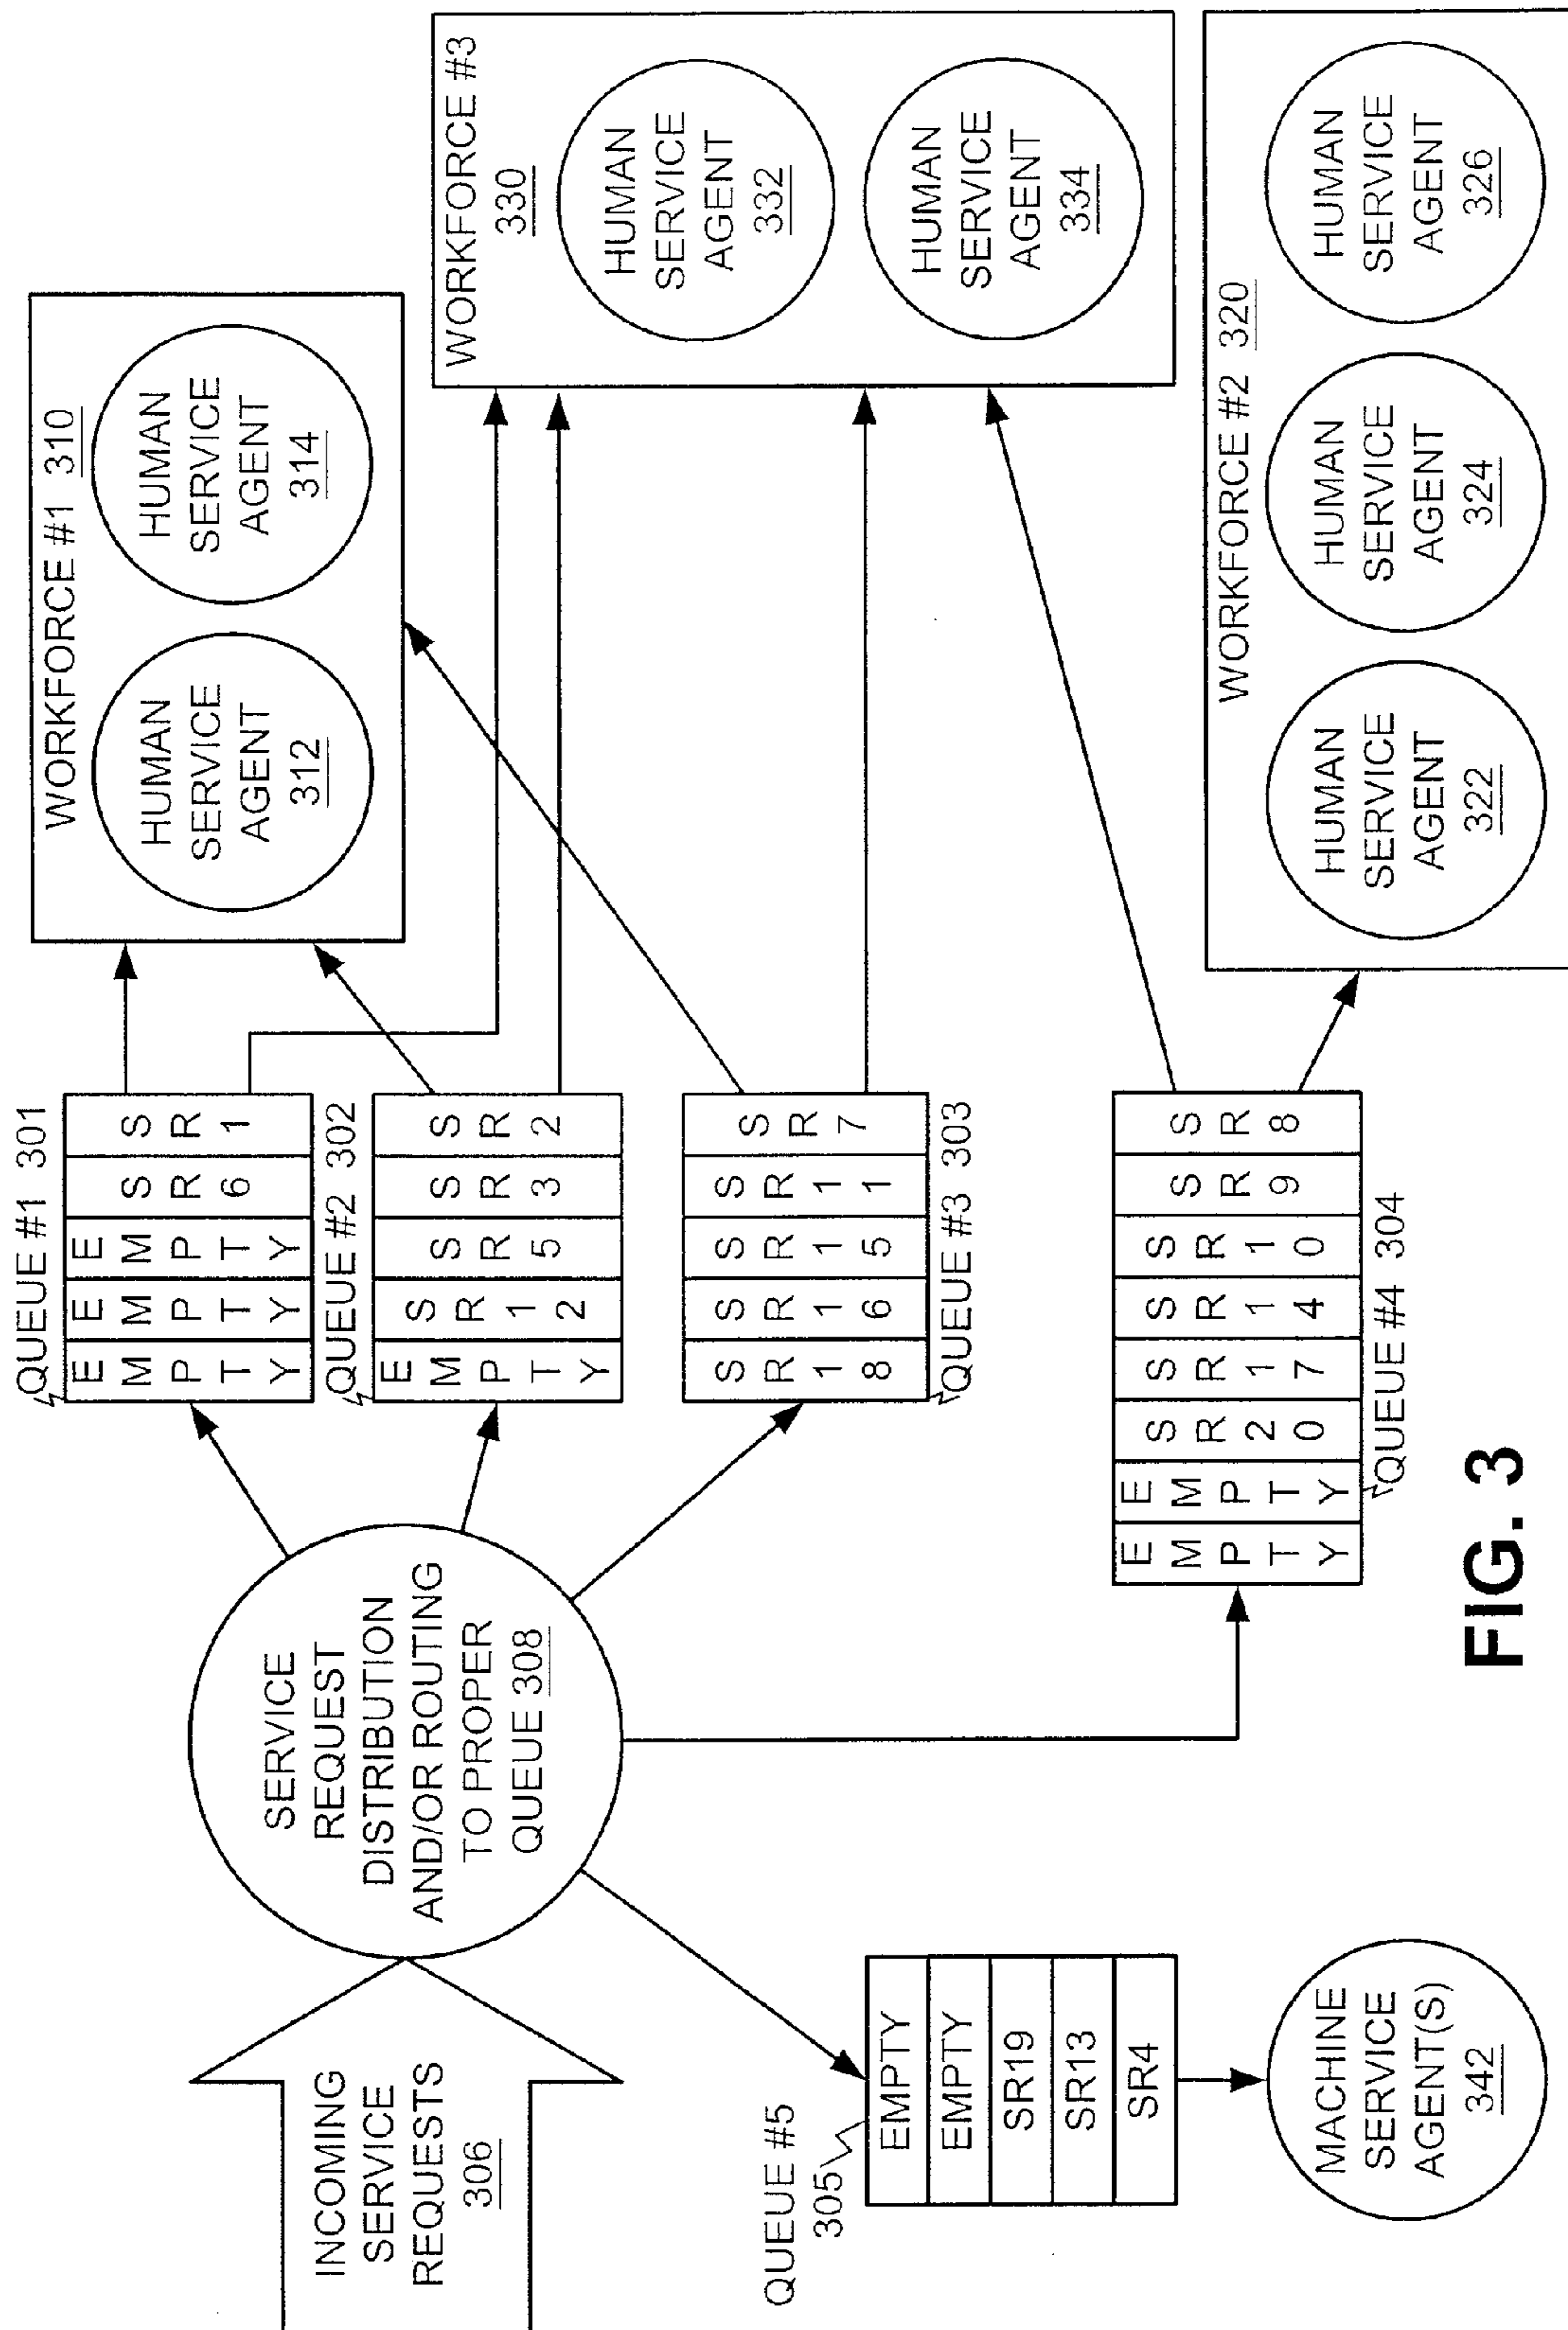 INCOMING
SERVICE
REQUESTS
306
SERVICE
REQUEST
DISTRIBUTION
AND/OR ROUTING
TO PROPER
QUEUE 308
QUEUE #1 301
EMPTY
EMPTY
EMPTY
SR6
SR1
QUEUE #2 302
EMPTY
SR12
SR5
SR3
SR2
SR18
SR16
SR15
SR11
SR7
QUEUE #3 303
EMPTY
EMPTY
SR20
SR17
SR14
SR10
SR9
SR8
QUEUE #4 304
QUEUE #5
305
EMPTY
EMPTY
SR19
SR13
SR4
MACHINE
SERVICE
AGENT(S)
342
WORKFORCE #1 310
HUMAN
SERVICE
AGENT
312
HUMAN
SERVICE
AGENT
314
WORKFORCE #3
330
HUMAN
SERVICE
AGENT
332
HUMAN
SERVICE
AGENT
334
WORKFORCE #2 320
HUMAN
SERVICE
AGENT
322
HUMAN
SERVICE
AGENT
324
HUMAN
SERVICE
AGENT
326
FIG. 3